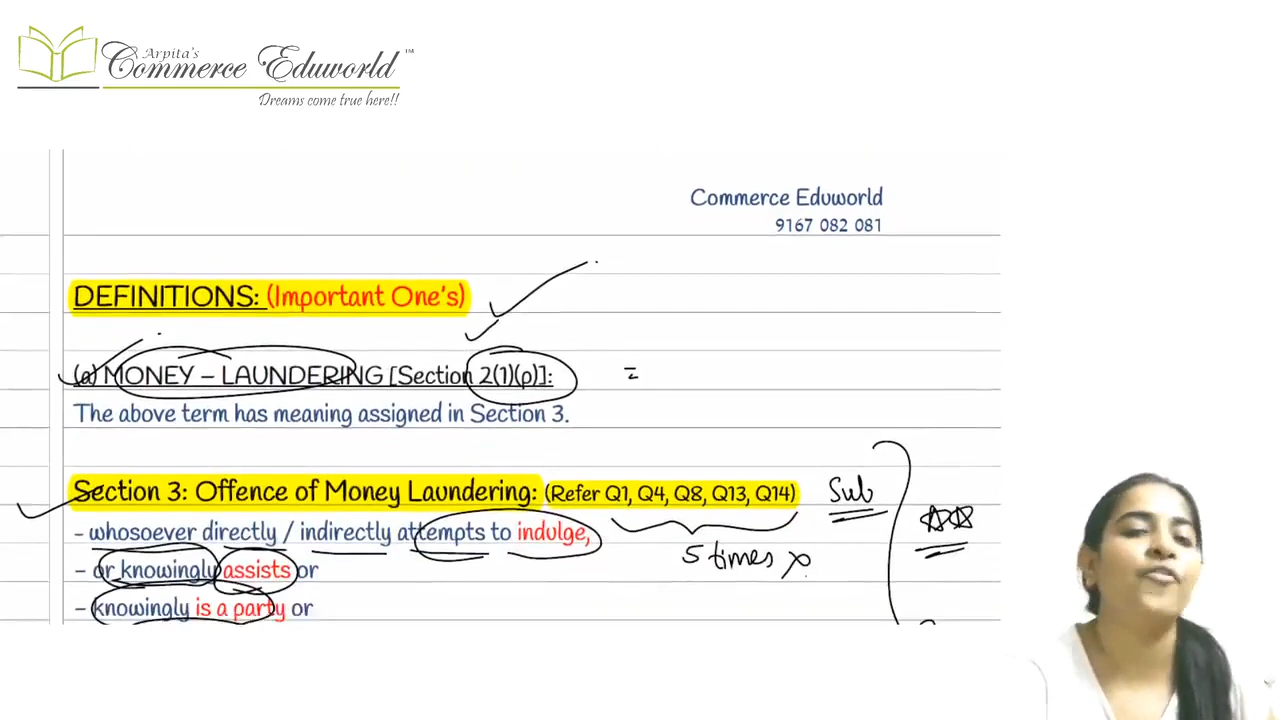 Arpita's
Commerce Eduworld™
Dreams come true here!!
Commerce Eduworld
9167 082 081
DEFINITIONS: (Important One's)
(a) MONEY – LAUNDERING [Section 2(1)(p)]: =
The above term has meaning assigned in Section 3.
Section 3: Offence of Money Laundering: (Refer Q1, Q4, Q8, Q13, Q14) Sub
- whosoever directly / indirectly attempts to indulge,
5 times
- or knowingly assists or
- knowingly is a party or